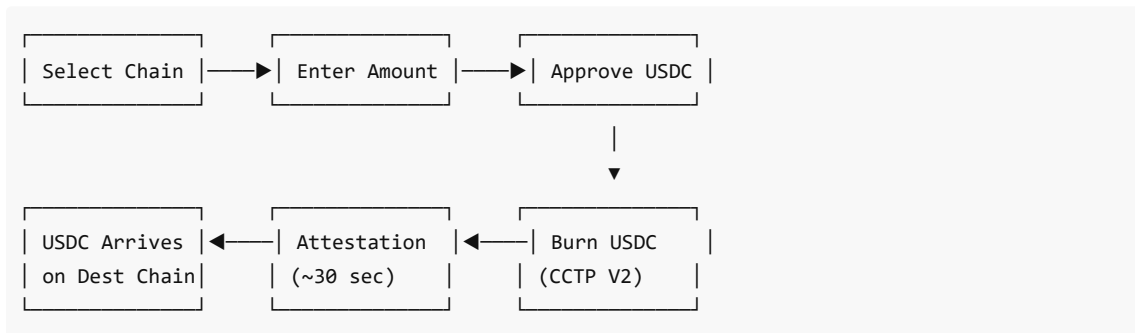 Select Chain
Enter Amount
Approve USDC
USDC Arrives
on Dest Chain
Attestation
(~30 sec)
Burn USDC
(CCTP V2)